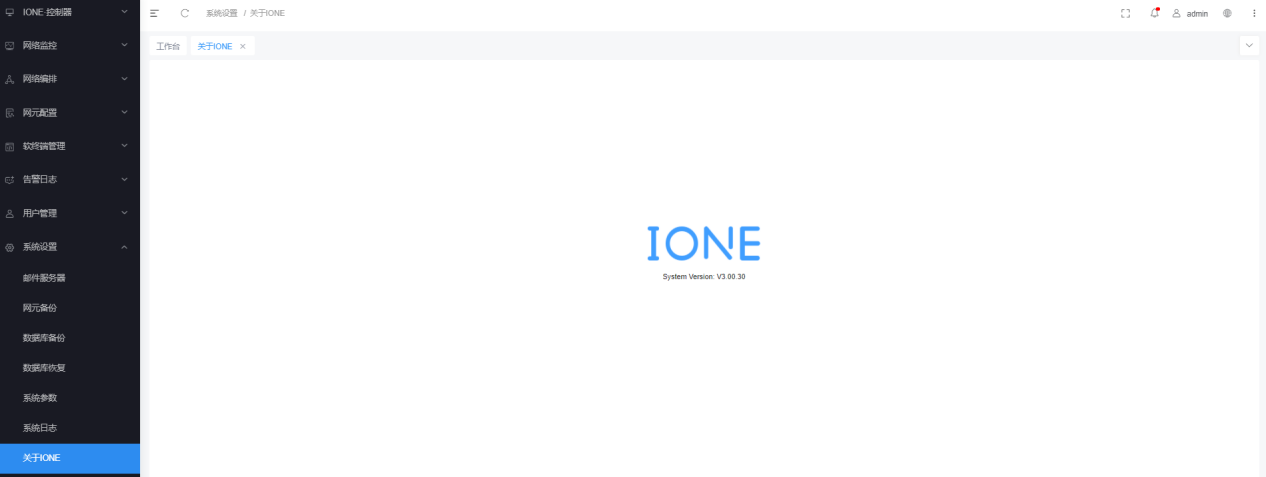 IONE 控制器
网络监控
网络编排
网元配置
软终端管理
告警日志
用户管理
系统设置
邮件服务器
网元备份
数据库备份
数据库恢复
系统参数
系统日志
关于IONE
系统设置 / 关于IONE
admin
工作台
关于IONE ×
IONE
System Version: V3.00.30